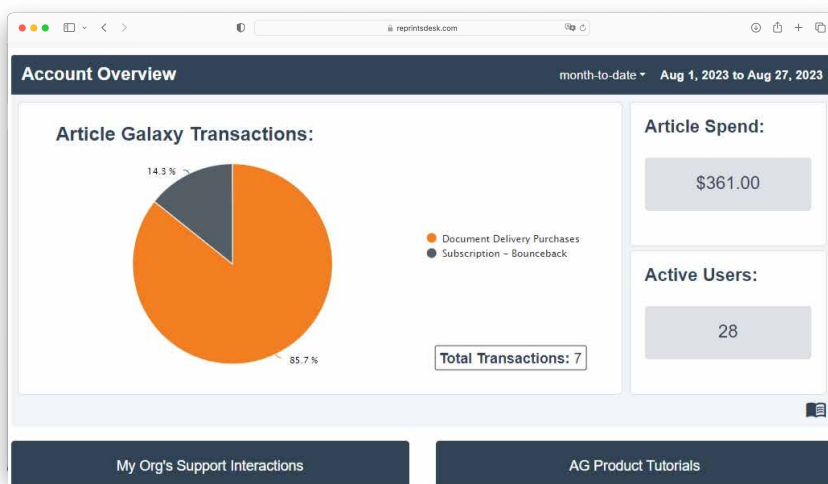 reprintsdesk.com
Account Overview
month-to-date
Aug 1, 2023 to Aug 27, 2023
Article Galaxy Transactions:
14.3 %
85.7 %
Document Delivery Purchases
Subscription – Bounceback
Total Transactions: 7
Article Spend:
$361.00
Active Users:
28
My Org's Support Interactions
AG Product Tutorials